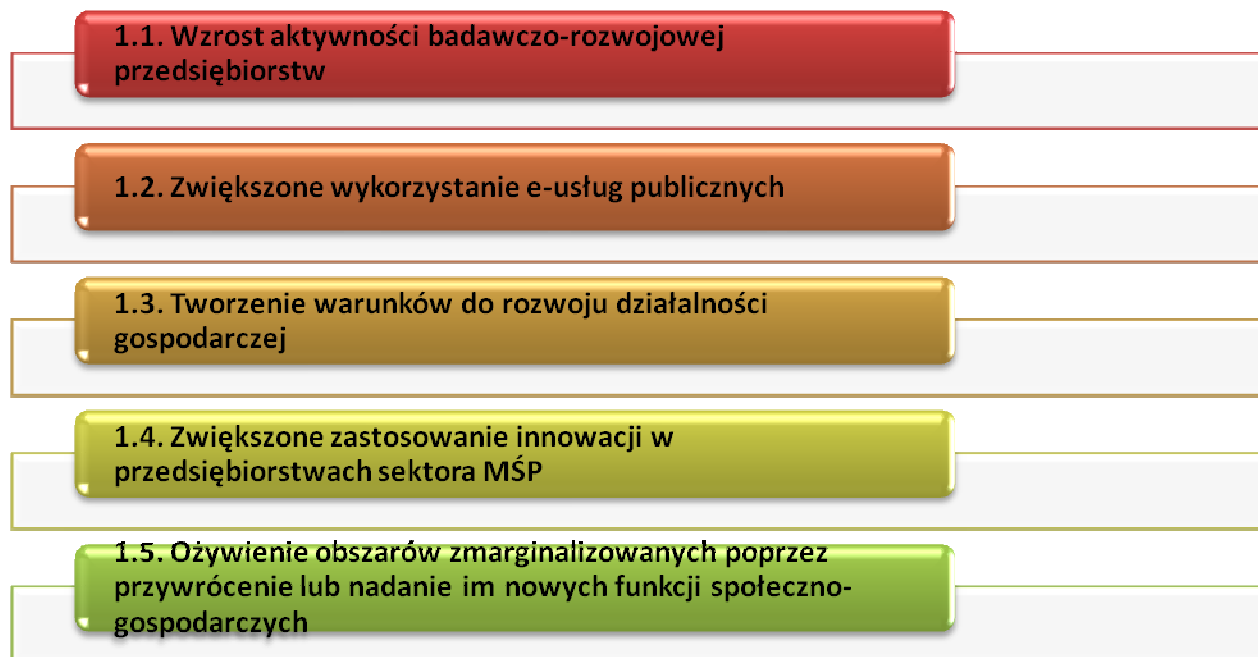 1.1. Wzrost aktywności badawczo-rozwojowej
przedsiębiorstw
1.2. Zwiększone wykorzystanie e-usług publicznych
1.3. Tworzenie warunków do rozwoju działalności
gospodarczej
1.4. Zwiększone zastosowanie innowacji w
przedsiębiorstwach sektora MŚP
1.5. Ożywienie obszarów zmarginalizowanych poprzez
przywrócenie lub nadanie im nowych funkcji społeczno-
gospodarczych